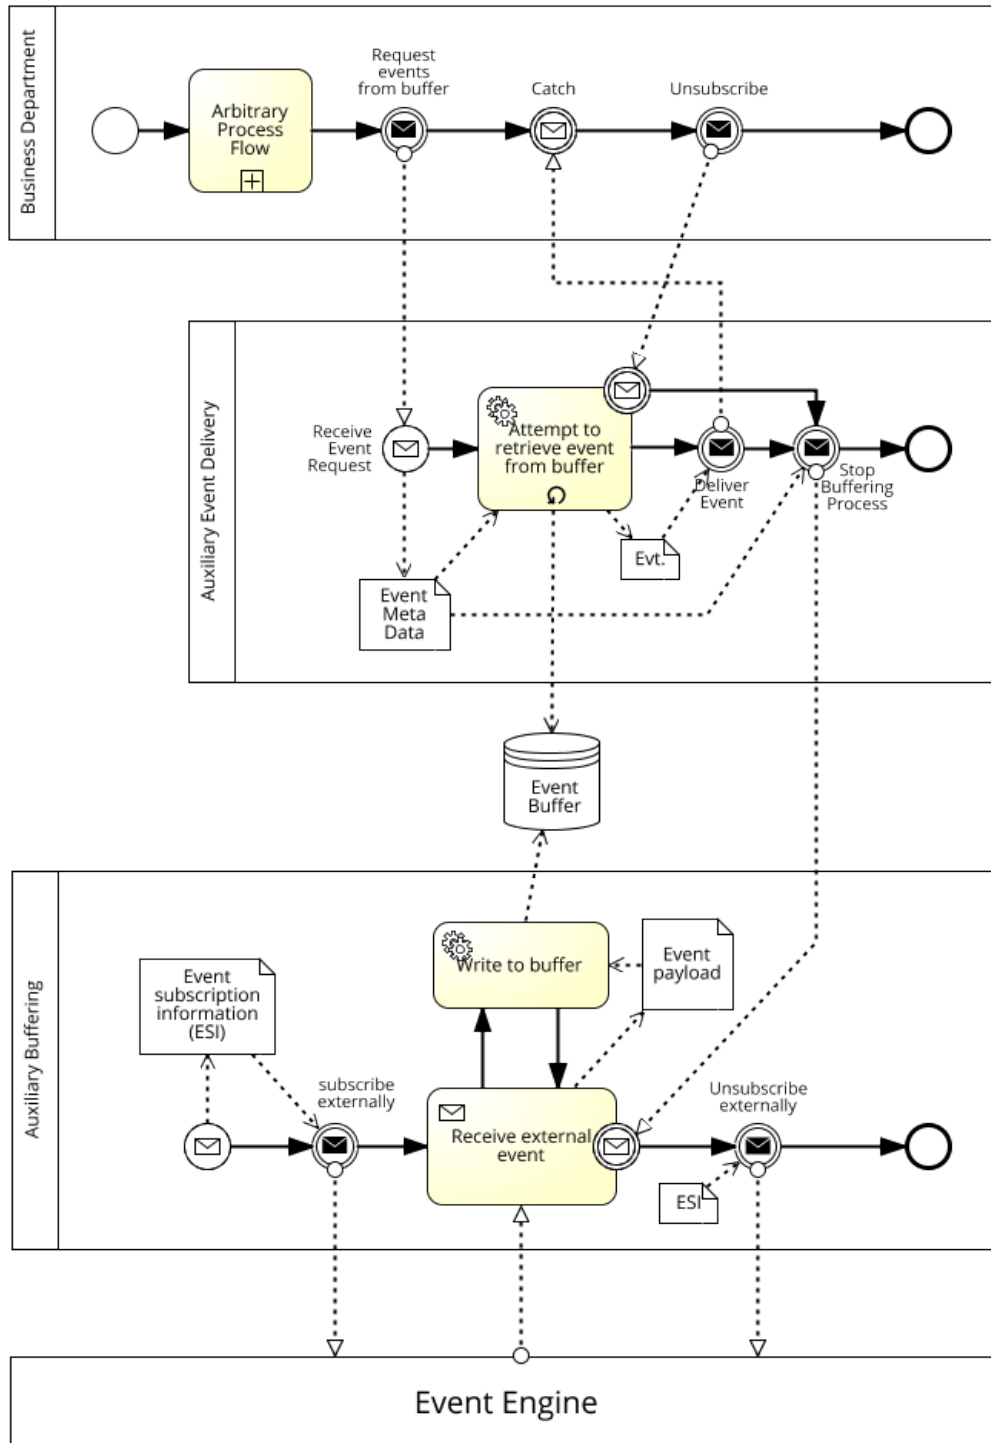 Business Department
Request
events
from buffer
Catch
Unsubscribe
Arbitrary
Process
Flow
Auxiliary Event Delivery
Receive
Event
Request
Attempt to
retrieve event
from buffer
Deliver
Event
Stop
Buffering
Process
Evt.
Event
Meta
Data
Event
Buffer
Auxiliary Buffering
Write to buffer
Event
payload
Event
subscription
information
(ESI)
subscribe
externally
Unsubscribe
externally
Receive external
event
ESI
Event Engine